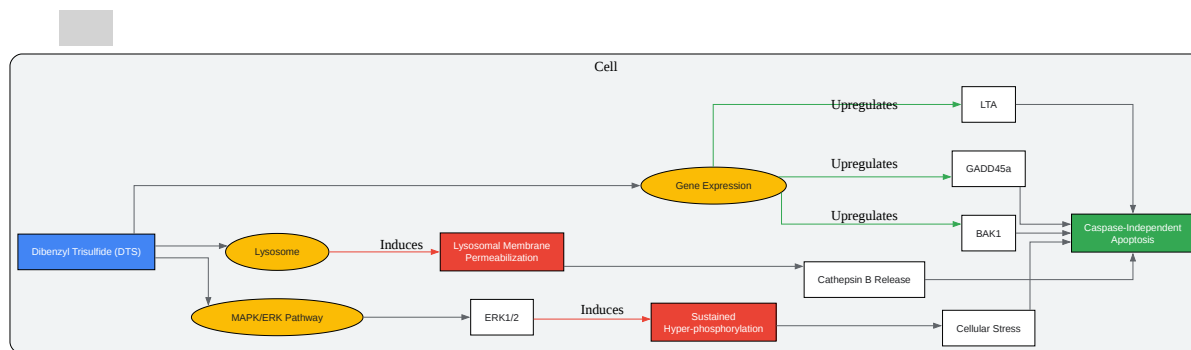 Cell
Upregulates
LTA
Upregulates
GADD45a
Gene Expression
Upregulates
BAK1
Caspase-Independent
Apoptosis
Dibenzyl Trisulfide (DTS)
Lysosome
Induces
Lysosomal Membrane
Permeabilization
Cathepsin B Release
MAPK/ERK Pathway
ERK1/2
Induces
Sustained
Hyper-phosphorylation
Cellular Stress